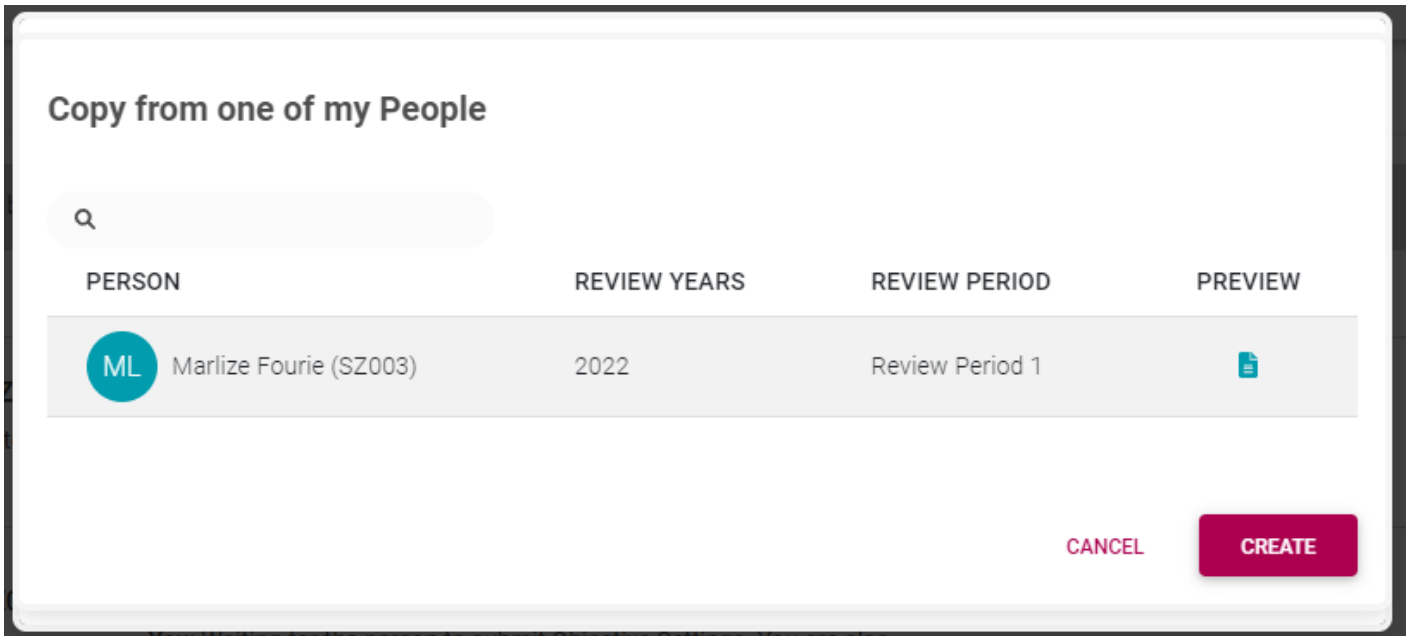 Copy from one of my People
PERSON REVIEW YEARS REVIEW PERIOD PREVIEW
ML Marlize Fourie (SZ003) 2022 Review Period 1
CANCEL CREATE